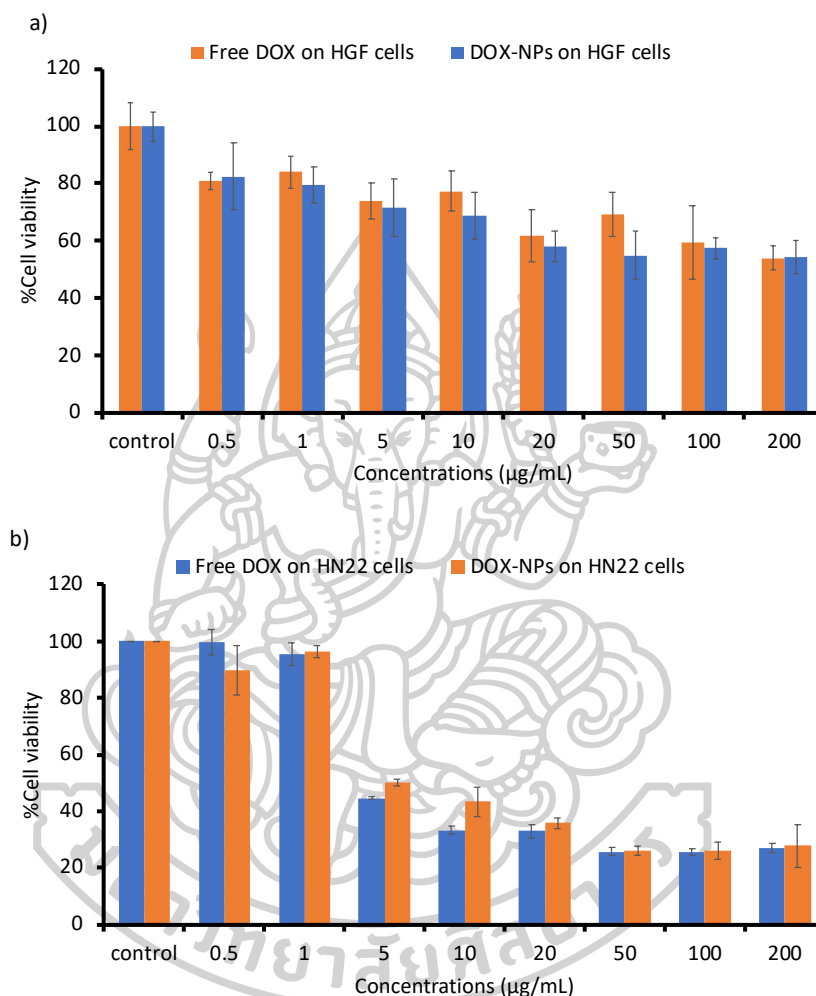 a)
Free DOX on HGF cells DOX-NPs on HGF cells
120
100
80
60
40
20
0
%Cell viability
control 0.5 1 5 10 20 50 100 200
Concentrations (µg/mL)
b)
Free DOX on HN22 cells DOX-NPs on HN22 cells
120
100
80
60
40
20
0
%Cell viability
control 0.5 1 5 10 20 50 100 200
Concentrations (µg/mL)